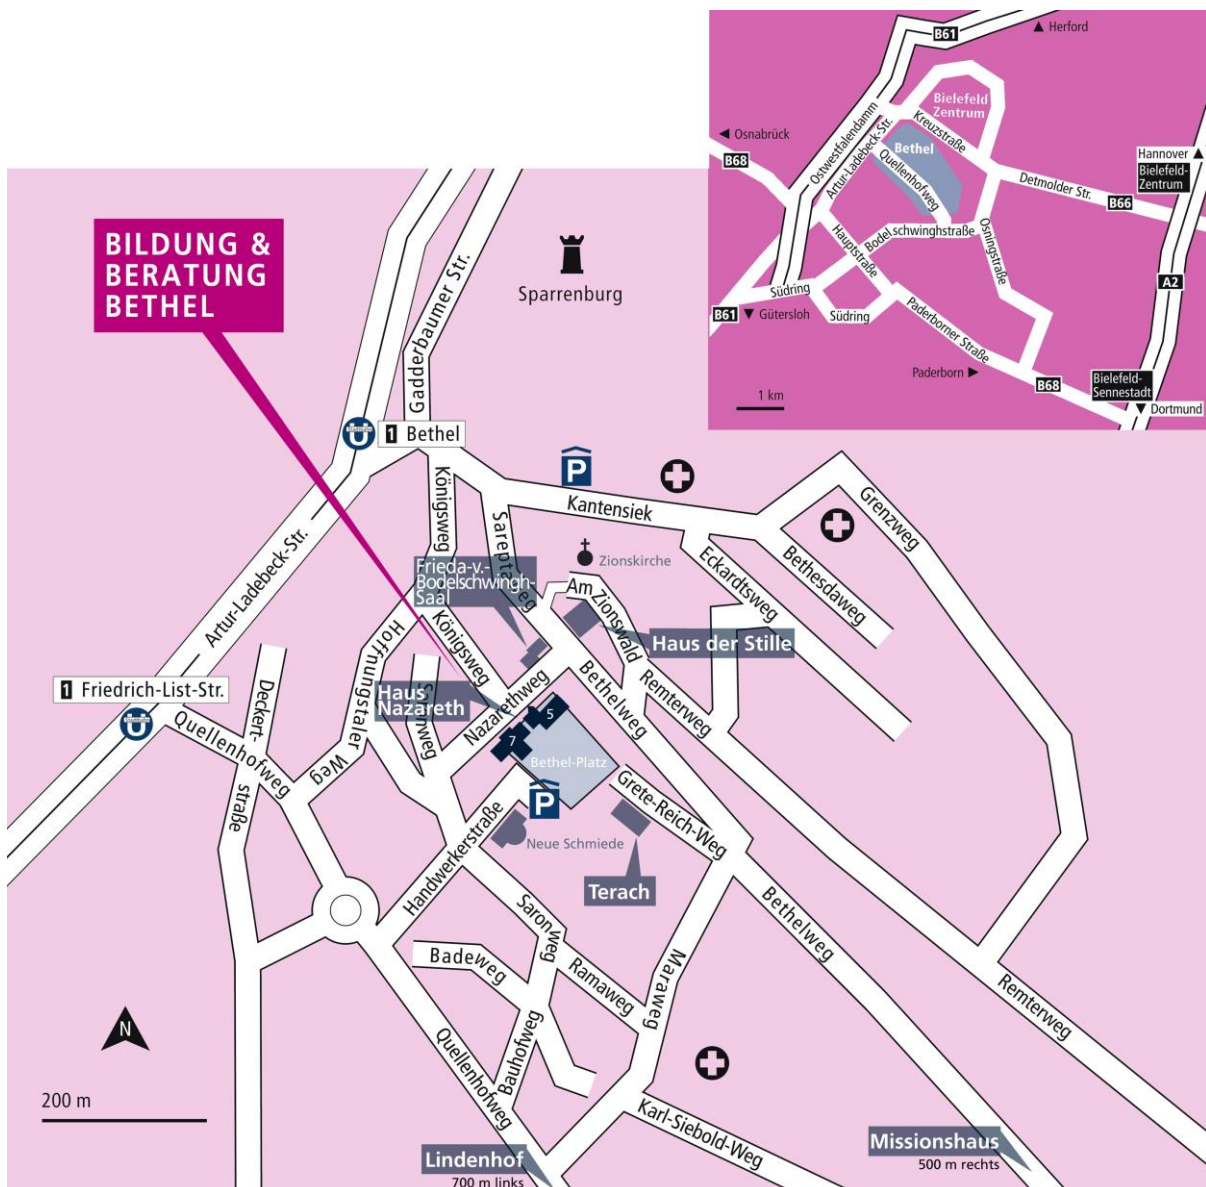 B61
▲ Herford
Bielefeld
Zentrum
Ostwestfalendamm
Artur-Ladebeck-Str.
Kreuzstraße
◄ Osnabrück
B68
Bethel
Quellenhofweg
Hannover ▲
Bielefeld-
Zentrum
Detmolder Str.
B66
Bodel schwinghstraße
Hauptstraße
Osningstraße
A2
Südring
Südring
B61 ▼ Gütersloh
Paderborner Straße
Paderborn ►
B68
Bielefeld-
Sennestadt
▼ Dortmund
1 km
BILDUNG &
BERATUNG
BETHEL
Sparrenburg
Gadderbaumer Str.
1 Bethel
P
Kantensiek
Königsweg
Sareptaweg
Grenzweg
Zionskirche
Eckardtsweg
Bethesdaweg
Artur-Ladebeck-Str.
Frieda-v.-
Bodelschwingh-
Saal
Am Zionswald
Haus der Stille
Hoffnungstaler Weg
Königsweg
1 Friedrich-List-Str.
Deckert-
straße
Haus
Nazareth
Nazarethweg
Bethelweg
Remterweg
Quellenhofweg
5
7
Bethel-Platz
P
Grete-Reich-Weg
Neue Schmiede
Handwerkerstraße
Terach
Saronweg
Bethelweg
Badeweg
Ramaweg
Maraweg
Remterweg
N
Quellenhofweg
Bauhofweg
200 m
Karl-Siebold-Weg
Lindenhof
700 m links
Missionshaus
500 m rechts